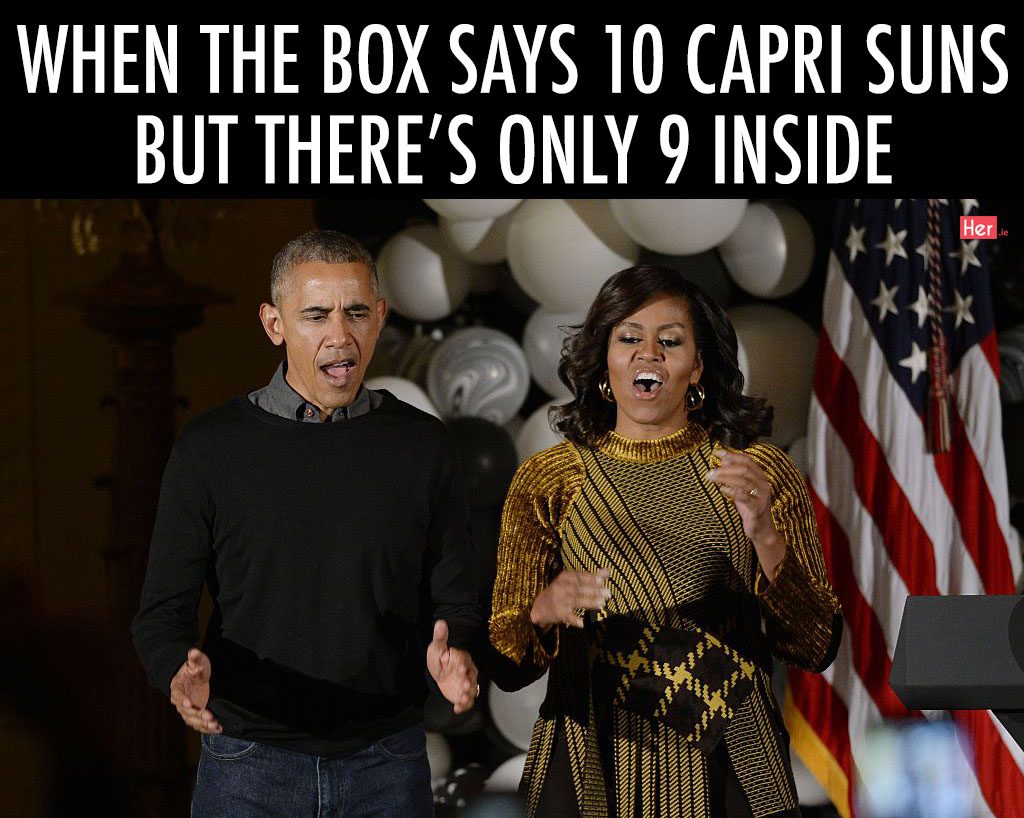 WHEN THE BOX SAYS 10 CAPRI SUNS
BUT THERE'S ONLY 9 INSIDE
Her.ie